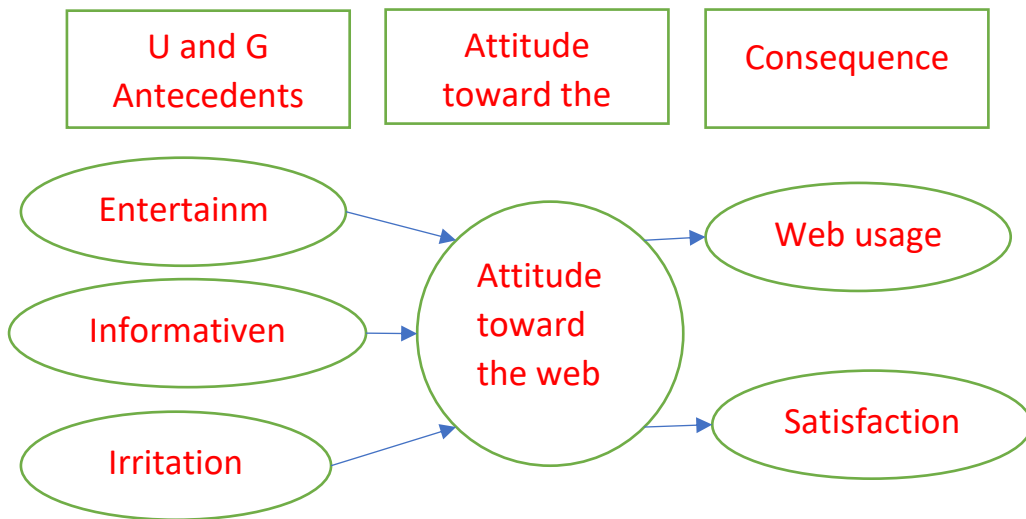 U and G
Antecedents
Attitude
toward the
Consequence
Entertainm
Informativen
Irritation
Attitude
toward
the web
Web usage
Satisfaction